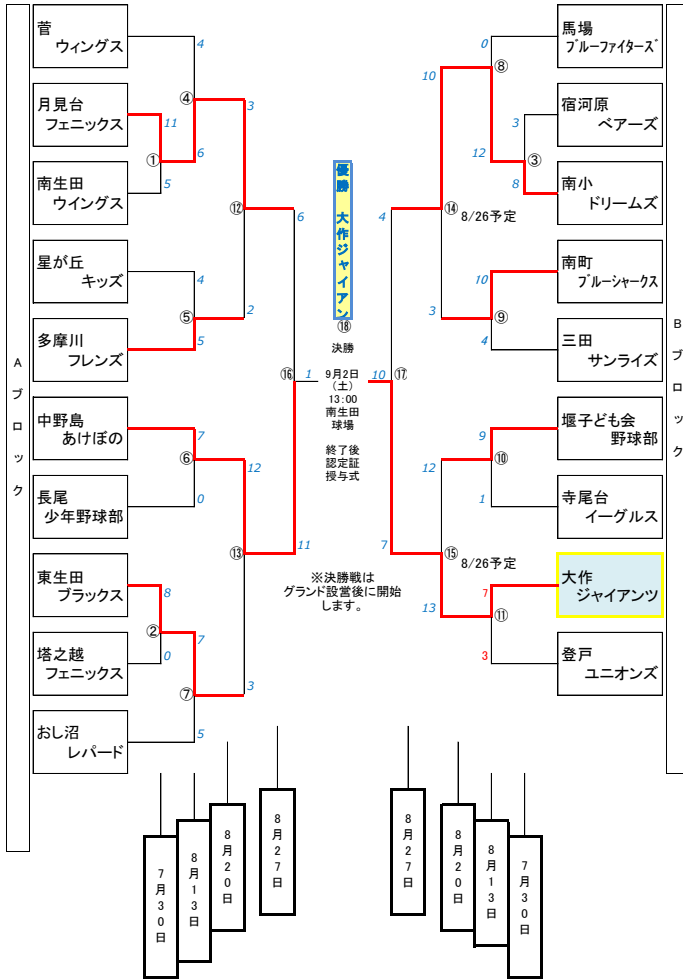 Aブロック
菅
ウィングス
月見台
フェニックス
南生田
ウイングス
星が丘
キッズ
多摩川
フレンズ
中野島
あけぼの
長尾
少年野球部
東生田
ブラックス
塔之越
フェニックス
おし沼
レパード
4
④
3
11
①
6
5
⑫
6
4
⑤
2
5
⑯
1
7
⑥
12
0
⑬
11
8
②
7
0
⑦
3
5
優勝 大作ジャイアン
⑱
決勝
9月2日
(土)
13:00
南生田
球場
終了後
認定証
授与式
※決勝戦は
グランド設営後に開始
します。
0
⑧
10
3
12
③
8
4
⑭
8/26予定
10
3
⑨
4
10
⑰
9
12
⑩
1
7
⑮
8/26予定
7
13
⑪
3
馬場
ブルーファイターズ
宿河原
ベアーズ
南小
ドリームズ
南町
ブルーシャークス
三田
サンライズ
堰子ども会
野球部
寺尾台
イーグルス
大作
ジャイアンツ
登戸
ユニオンズ
Bブロック
7月30日
8月13日
8月20日
8月27日
8月27日
8月20日
8月13日
7月30日